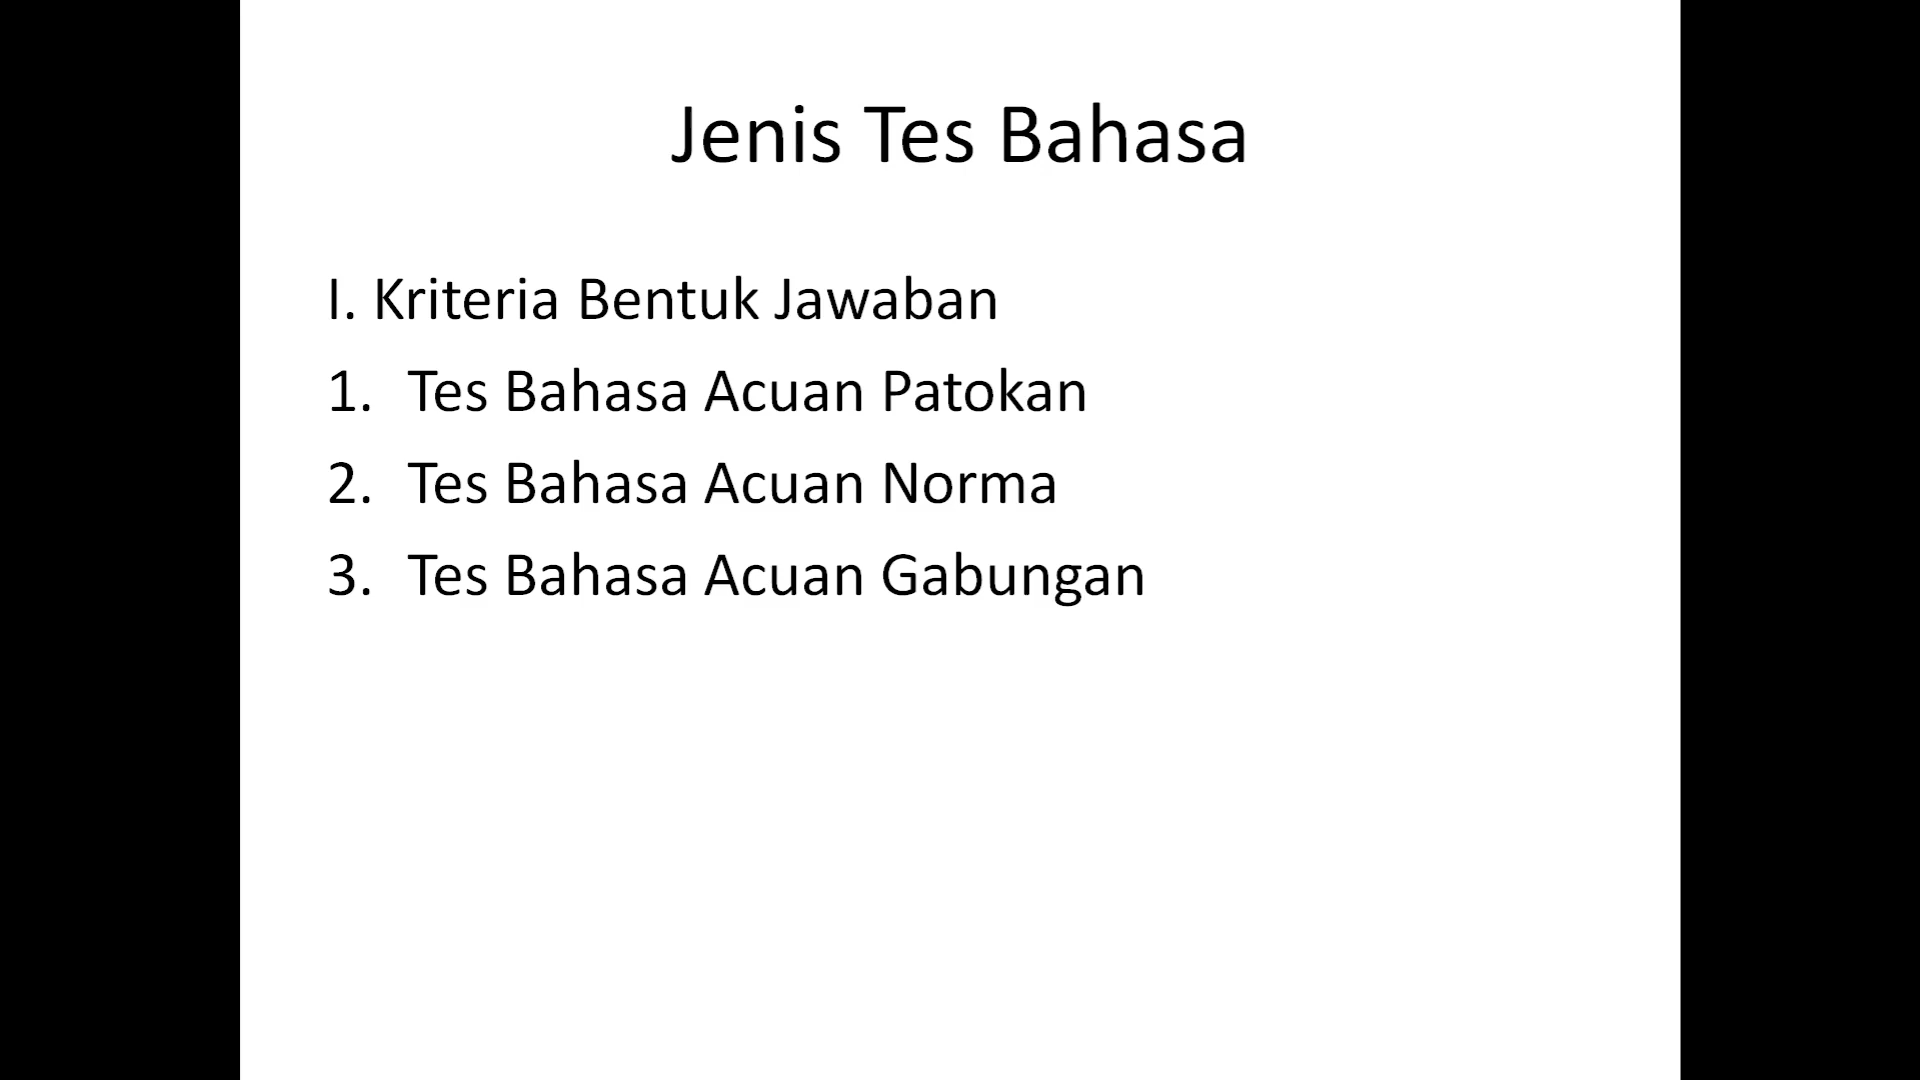 Jenis Tes Bahasa
I. Kriteria Bentuk Jawaban
1. Tes Bahasa Acuan Patokan
2. Tes Bahasa Acuan Norma
3. Tes Bahasa Acuan Gabungan